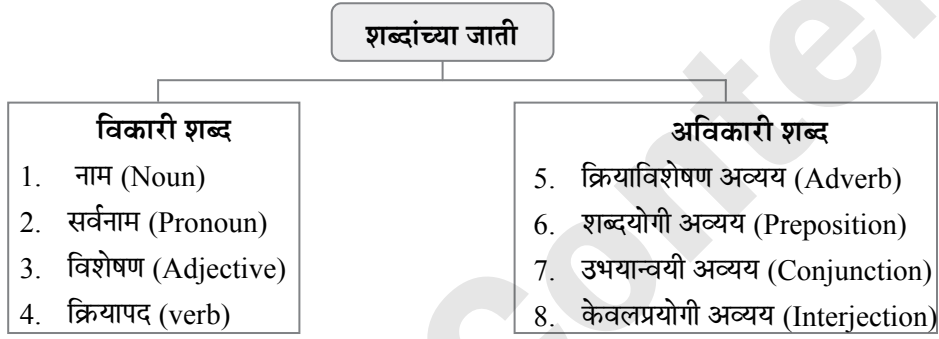 शब्दांच्या जाती
विकारी शब्द
1. नाम (Noun)
2. सर्वनाम (Pronoun)
3. विशेषण (Adjective)
4. क्रियापद (verb)
अविकारी शब्द
5. क्रियाविशेषण अव्यय (Adverb)
6. शब्दयोगी अव्यय (Preposition)
7. उभयान्वयी अव्यय (Conjunction)
8. केवलप्रयोगी अव्यय (Interjection)